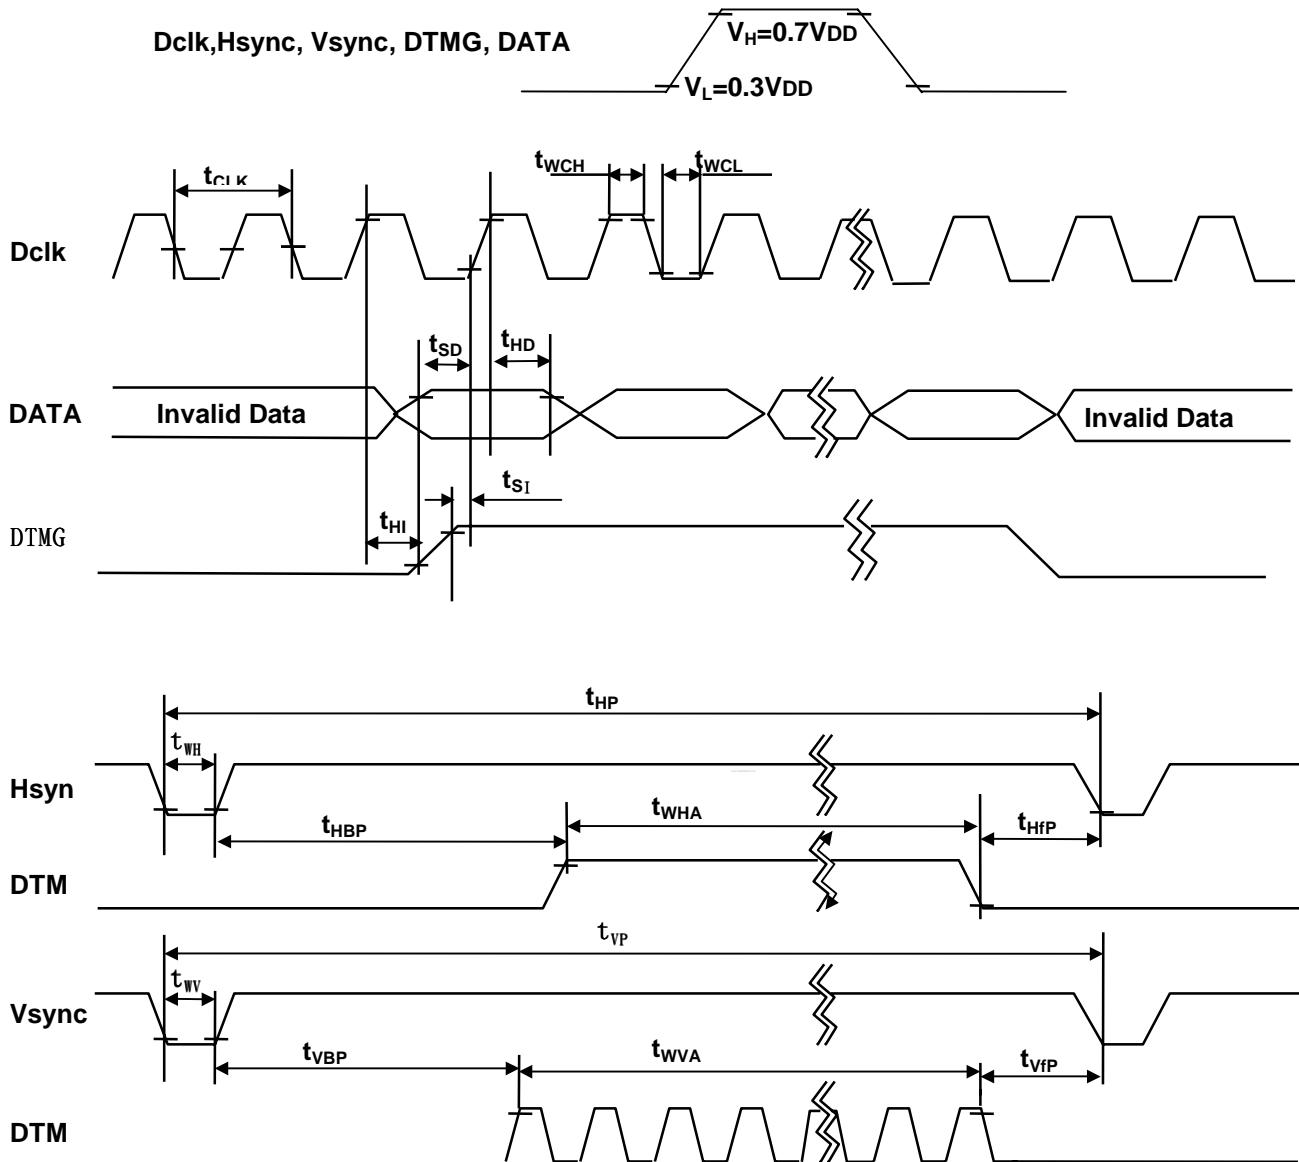 Dclk,Hsync, Vsync, DTMG, DATA
VH=0.7VDD
VL=0.3VDD
tCLK
tWCH
tWCL
Dclk
tSD
tHD
DATA
Invalid Data
Invalid Data
tSI
tHI
DTMG
tHP
tWH
Hsyn
tHBP
tWHA
tHfP
DTM
tVP
tWV
Vsync
tVBP
tWVA
tVfP
DTM